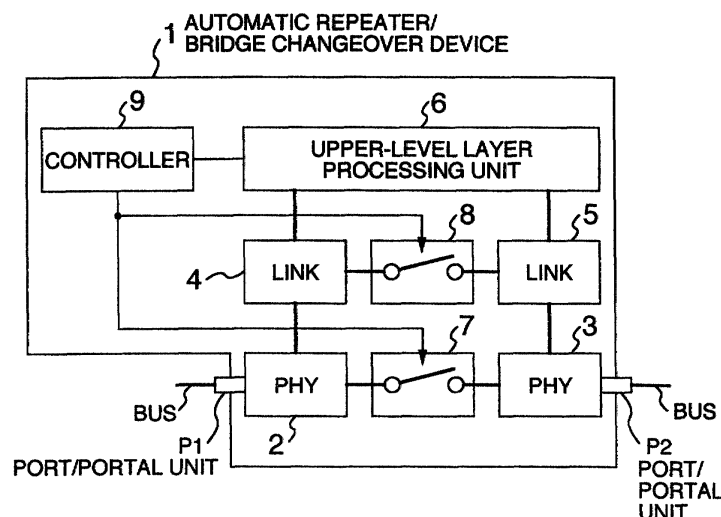 1 AUTOMATIC REPEATER/
BRIDGE CHANGEOVER DEVICE
9
6
CONTROLLER
UPPER-LEVEL LAYER
PROCESSING UNIT
8
5
4
LINK
LINK
7
3
PHY
PHY
BUS
BUS
P1
2
P2
PORT/PORTAL UNIT
PORT/
PORTAL
UNIT